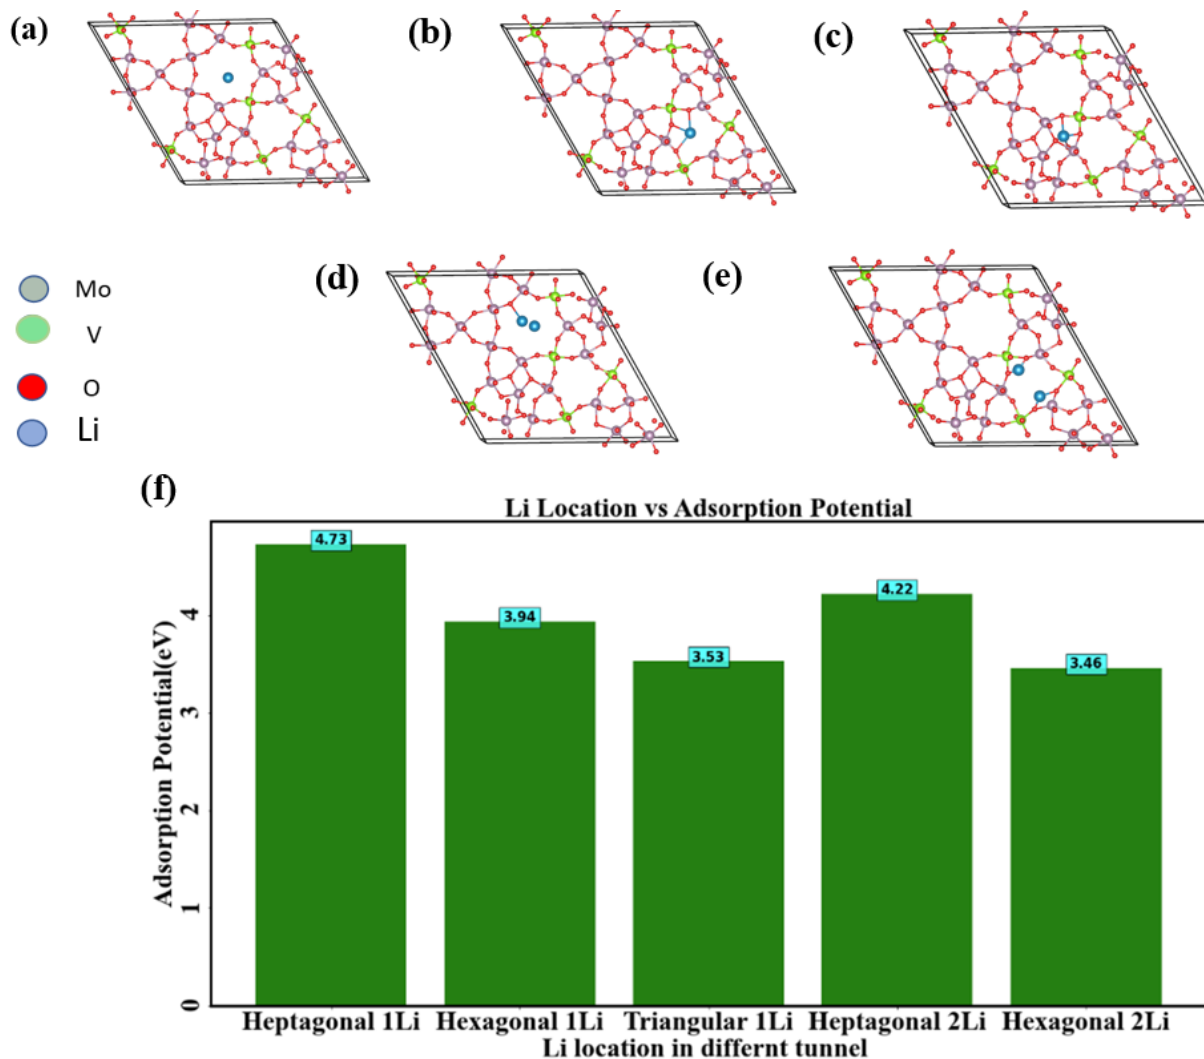 (a)
(b)
(c)
(d)
(e)
Mo
V
O
Li
(f)
Li Location vs Adsorption Potential
Adsorption Potential(eV)
4
3
2
1
0
4.73
3.94
3.53
4.22
3.46
Heptagonal 1Li
Hexagonal 1Li
Triangular 1Li
Heptagonal 2Li
Hexagonal 2Li
Li location in differnt tunnel